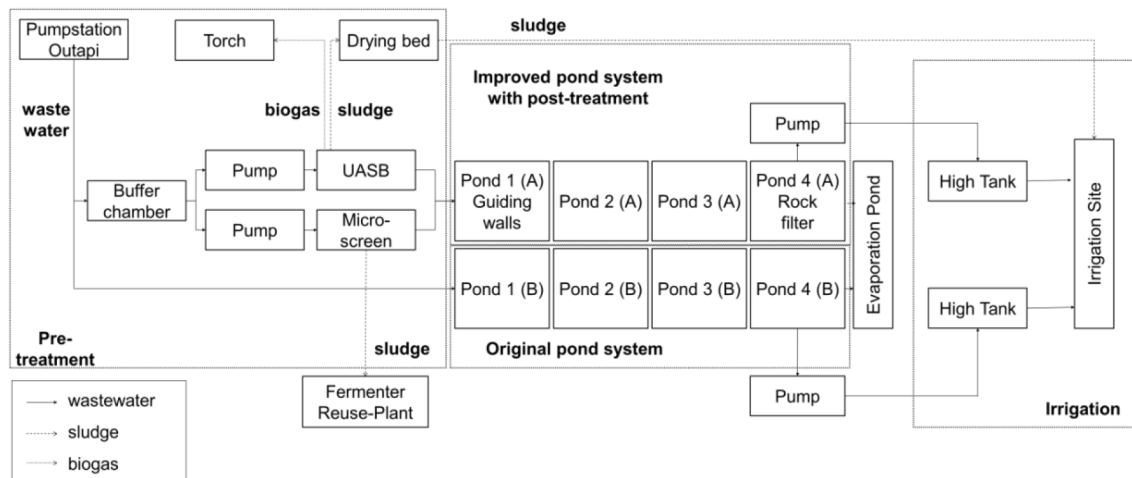 Pumpstation
Outapi
Torch
Drying bed
sludge
Improved pond system
with post-treatment
waste
water
biogas
sludge
Pump
Buffer
chamber
Pump
UASB
Pump
Micro-
screen
Pond 1 (A)
Guiding
walls
Pond 2 (A)
Pond 3 (A)
Pond 4 (A)
Rock
filter
Evaporation Pond
High Tank
Irrigation Site
Pond 1 (B)
Pond 2 (B)
Pond 3 (B)
Pond 4 (B)
High Tank
Pre-
treatment
sludge
Original pond system
Fermenter
Reuse-Plant
Pump
Irrigation
wastewater
sludge
biogas